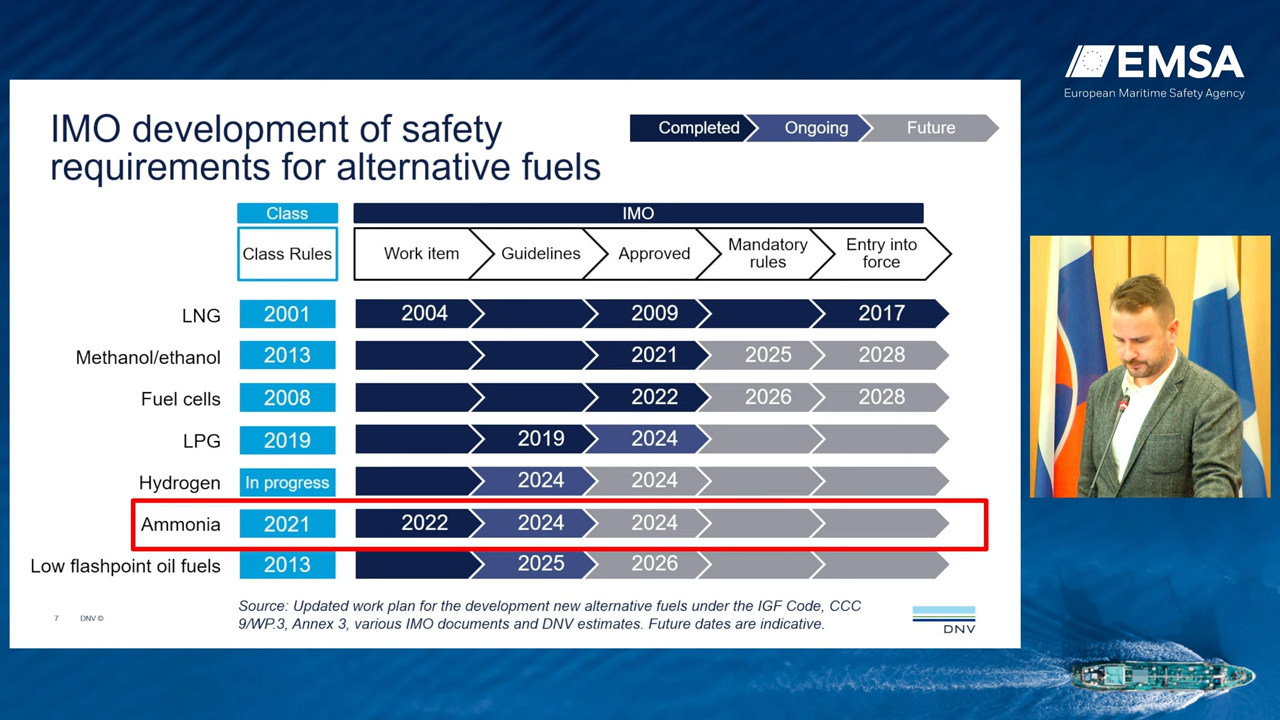 EMSA
European Maritime Safety Agency
IMO development of safety
requirements for alternative fuels
Completed Ongoing Future
Class IMO
Class Rules Work item Guidelines Approved Mandatory rules Entry into force
LNG 2001 2004 2009 2017
Methanol/ethanol 2013 2021 2025 2028
Fuel cells 2008 2022 2026 2028
LPG 2019 2019 2024
Hydrogen In progress 2024 2024
Ammonia 2021 2022 2024 2024
Low flashpoint oil fuels 2013 2025 2026
Source: Updated work plan for the development new alternative fuels under the IGF Code, CCC
9/WP.3, Annex 3, various IMO documents and DNV estimates. Future dates are indicative.
7 DNV ©
DNV